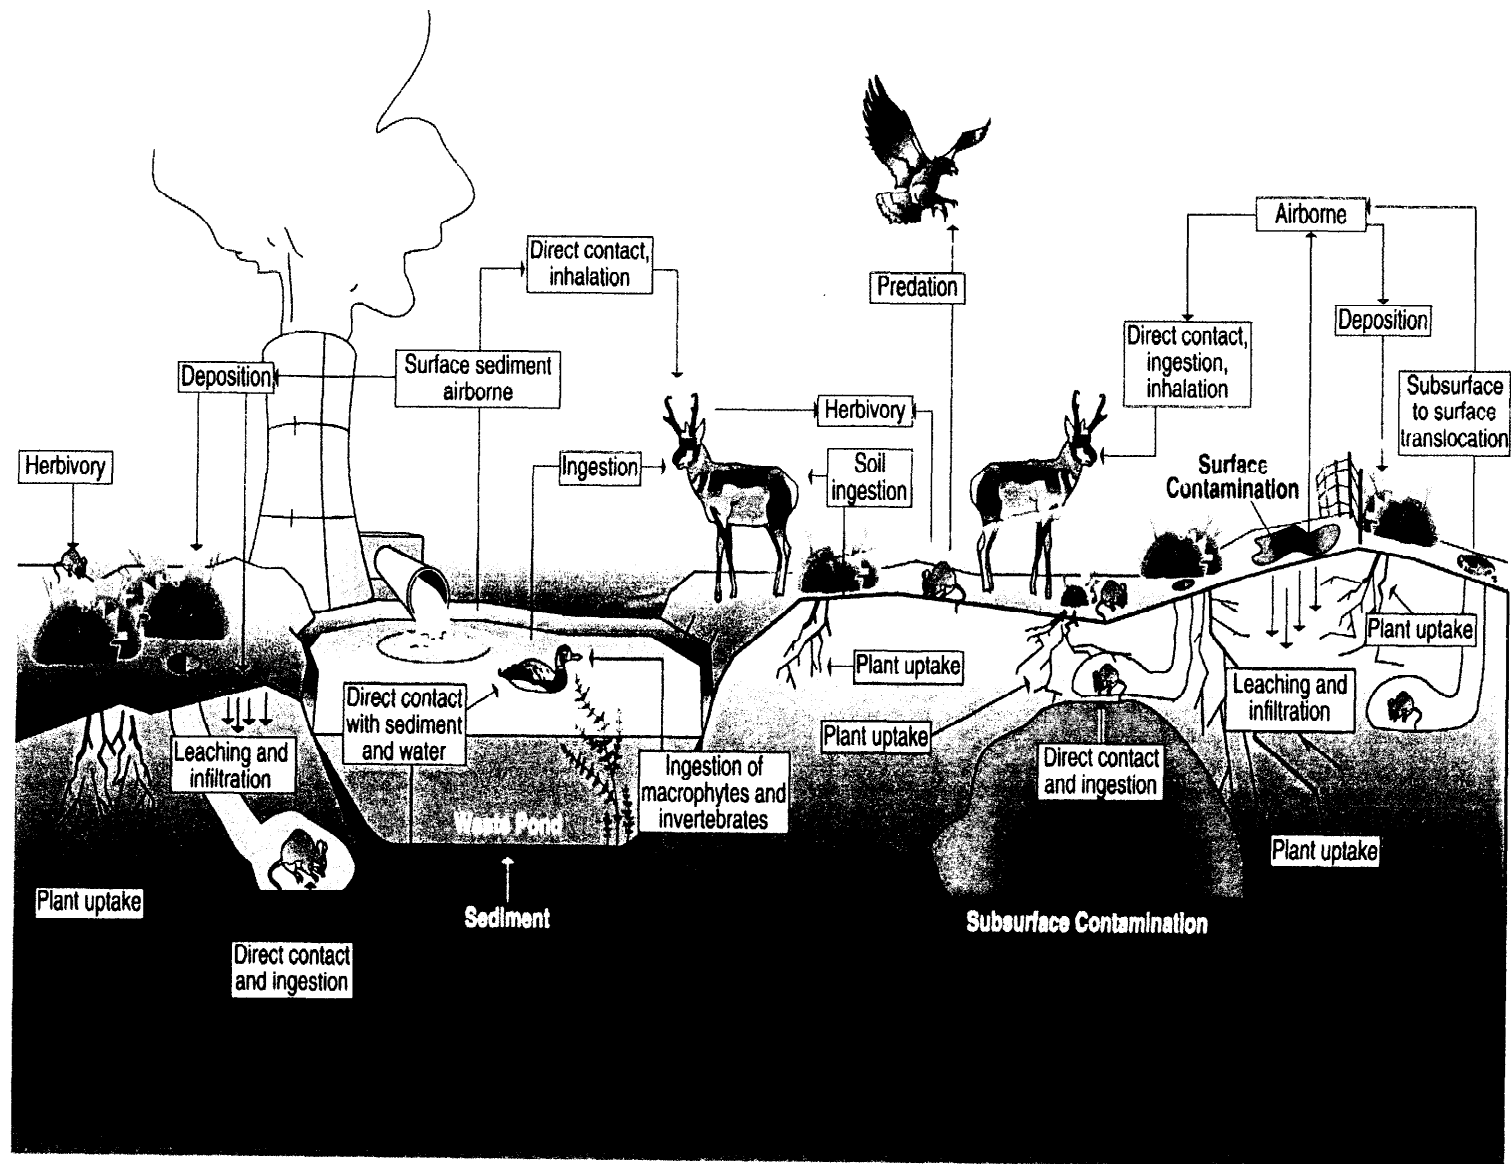 Airborne
Direct contact,
inhalation
Predation
Deposition
Direct contact,
ingestion,
inhalation
Surface sediment
airborne
Deposition
Subsurface
to surface
translocation
Herbivory
Herbivory
Ingestion
Soil
ingestion
Surface
Contamination
Plant uptake
Plant uptake
Direct contact
with sediment
and water
Leaching and
infiltration
Leaching and
infiltration
Plant uptake
Ingestion of
macrophytes and
invertebrates
Direct contact
and ingestion
Waste Pond
Plant uptake
Plant uptake
Sediment
Subsurface Contamination
Direct contact
and ingestion